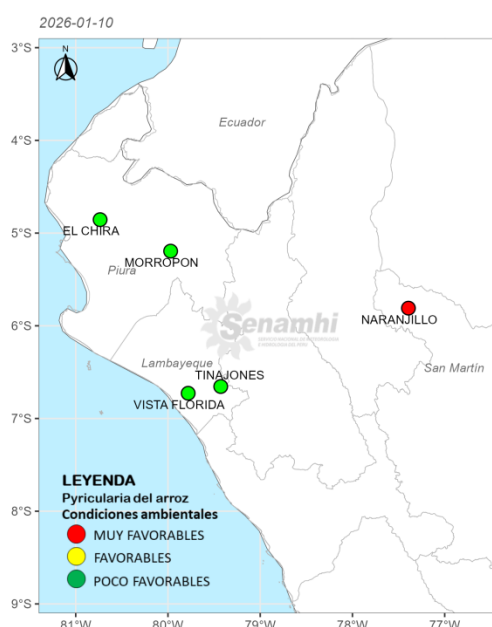 2026-01-10
N
3°S
4°S
5°S
6°S
7°S
8°S
9°S
Ecuador
EL CHIRA
MORROPON
Piura
NARANJILLO
Senamhi
San Martín
Lambayeque
TINAJONES
VISTA FLORIDA
LEYENDA
Pyricularia del arroz
Condiciones ambientales
MUY FAVORABLES
FAVORABLES
POCO FAVORABLES
81°W
80°W
79°W
78°W
77°W